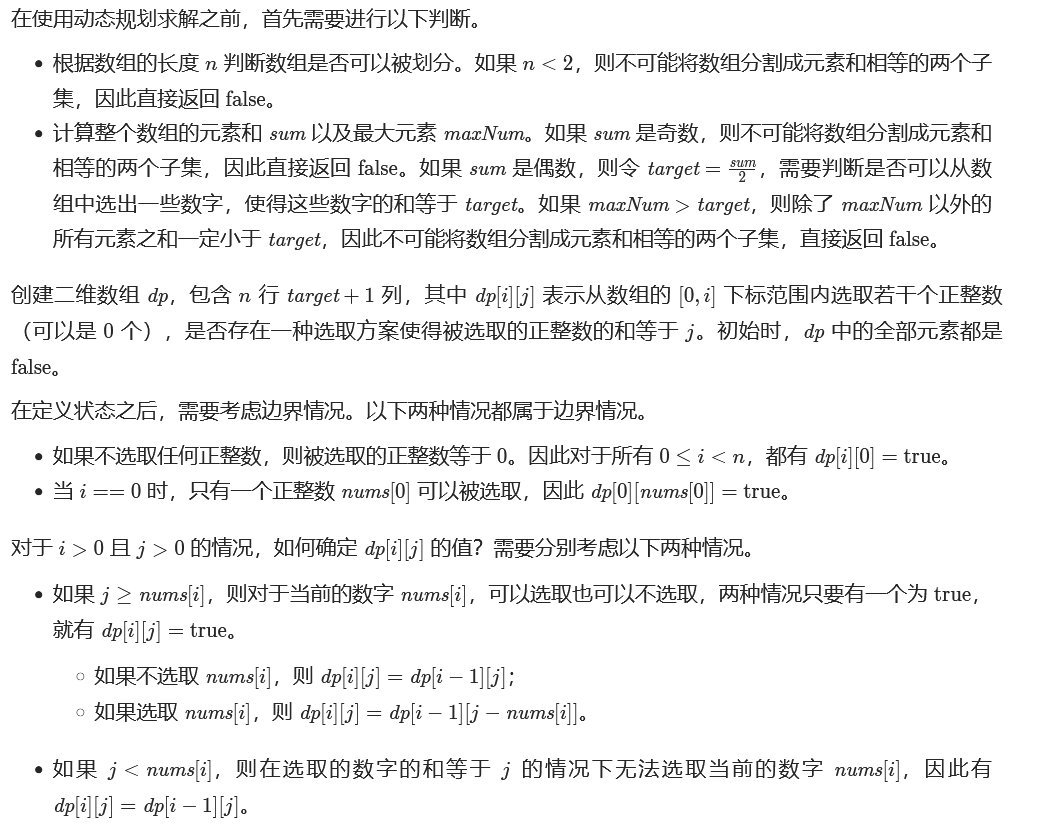 在使用动态规划求解之前，首先需要进行以下判断。
• 根据数组的长度 n 判断数组是否可以被划分。如果 n < 2，则不可能将数组分割成元素和相等的两个子
集，因此直接返回 false。
• 计算整个数组的元素和 sum 以及最大元素 maxNum。如果 sum 是奇数，则不可能将数组分割成元素和
相等的两个子集，因此直接返回 false。如果 sum 是偶数，则令 target = sum/2，需要判断是否可以从数
组中选出一些数字，使得这些数字的和等于 target。如果 maxNum > target，则除了 maxNum 以外的
所有元素之和一定小于 target，因此不可能将数组分割成元素和相等的两个子集，直接返回 false。
创建二维数组 dp，包含 n 行 target + 1 列，其中 dp[i][j] 表示从数组的 [0, i] 下标范围内选取若干个正整数
（可以是 0 个），是否存在一种选取方案使得被选取的正整数的和等于 j。初始时，dp 中的全部元素都是
false。
在定义状态之后，需要考虑边界情况。以下两种情况都属于边界情况。
• 如果不选取任何正整数，则被选取的正整数等于 0。因此对于所有 0 ≤ i < n，都有 dp[i][0] = true。
• 当 i == 0 时，只有一个正整数 nums[0] 可以被选取，因此 dp[0][nums[0]] = true。
对于 i > 0 且 j > 0 的情况，如何确定 dp[i][j] 的值？需要分别考虑以下两种情况。
• 如果 j ≥ nums[i]，则对于当前的数字 nums[i]，可以选取也可以不选取，两种情况只要有一个为 true，
就有 dp[i][j] = true。
◦ 如果不选取 nums[i]，则 dp[i][j] = dp[i − 1][j]；
◦ 如果选取 nums[i]，则 dp[i][j] = dp[i − 1][j − nums[i]]。
• 如果 j < nums[i]，则在选取的数字的和等于 j 的情况下无法选取当前的数字 nums[i]，因此有
dp[i][j] = dp[i − 1][j]。